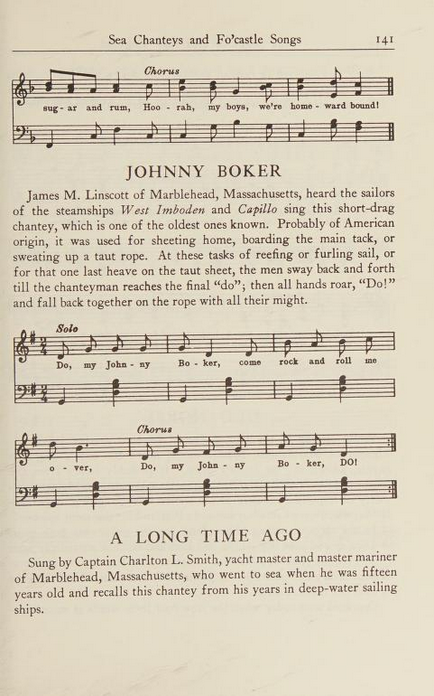 Sea Chanteys and Fo'castle Songs 141
Chorus
sug - ar and rum, Hoo - rah, my boys, we're home - ward bound!
JOHNNY BOKER
James M. Linscott of Marblehead, Massachusetts, heard the sailors
of the steamships West Imboden and Capillo sing this short-drag
chantey, which is one of the oldest ones known. Probably of American
origin, it was used for sheeting home, boarding the main tack, or
sweating up a taut rope. At these tasks of reefing or furling sail, or
for that one last heave on the taut sheet, the men sway back and forth
till the chanteyman reaches the final "do"; then all hands roar, "Do!"
and fall back together on the rope with all their might.
Solo
2
4
Do, my John - ny Bo - ker, come rock and roll me
2
4
Chorus
o - ver, Do, my John - ny Bo - ker, DO!
A LONG TIME AGO
Sung by Captain Charlton L. Smith, yacht master and master mariner
of Marblehead, Massachusetts, who went to sea when he was fifteen
years old and recalls this chantey from his years in deep-water sailing
ships.